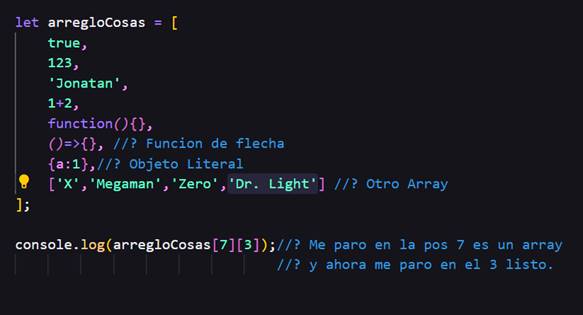 let arregloCosas = [
    true,
    123,
    'Jonatan',
    1+2,
    function(){},
    ()=>{}, //? Funcion de flecha
    {a:1},//? Objeto Literal
    ['X','Megaman','Zero','Dr. Light'] //? Otro Array
];
console.log(arregloCosas[7][3]);//? Me paro en la pos 7 es un array
                                //? y ahora me paro en el 3 listo.